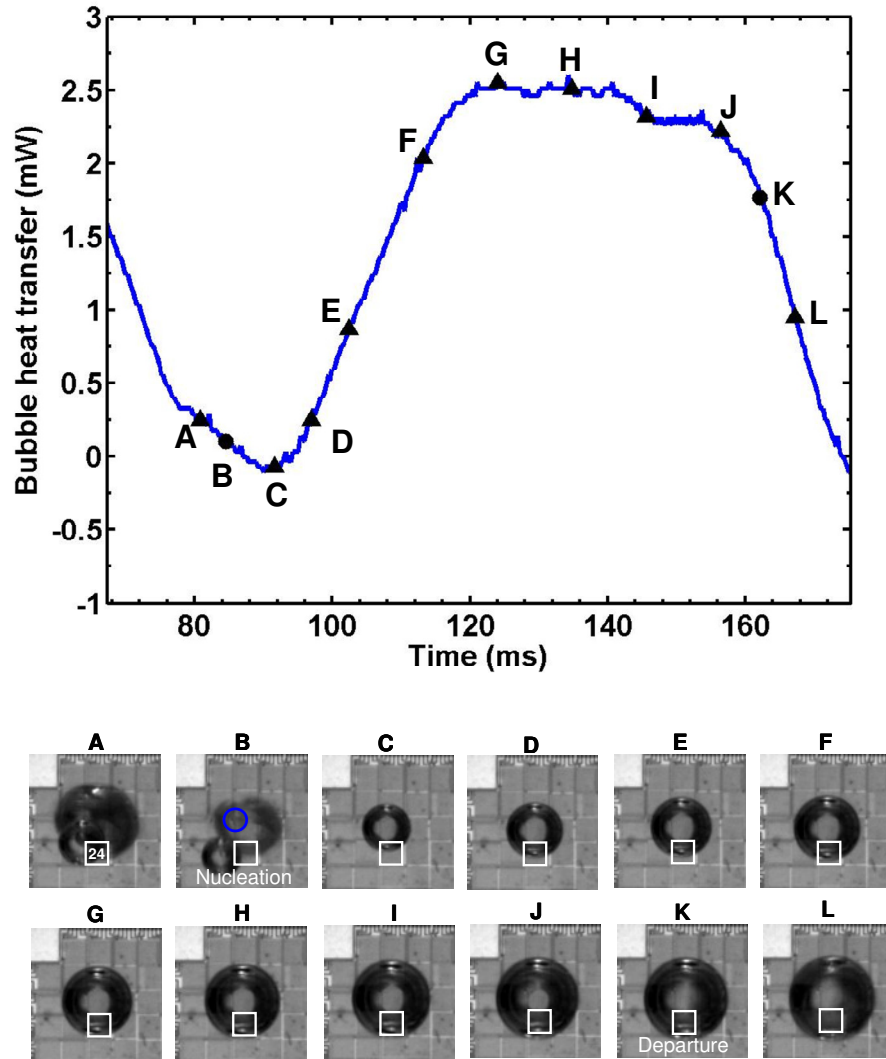 3
2.5
2
1.5
1
0.5
0
-0.5
-1
Bubble heat transfer (mW)
A
B
C
D
E
F
G
H
I
J
K
L
80
100
120
140
160
Time (ms)
A
B
C
D
E
F
24
Nucleation
G
H
I
J
K
L
Departure